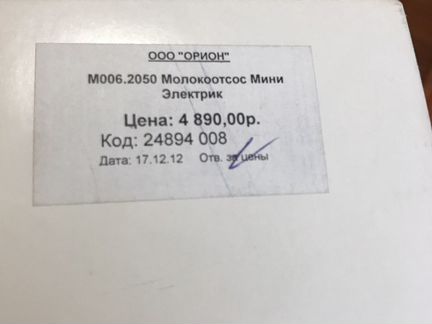 ООО "ОРИОН"
М006.2050 Молокоотсос Мини
Электрик
Цена: 4 890,00р.
Код: 24894 008
Дата: 17.12.12 Отв. за цены